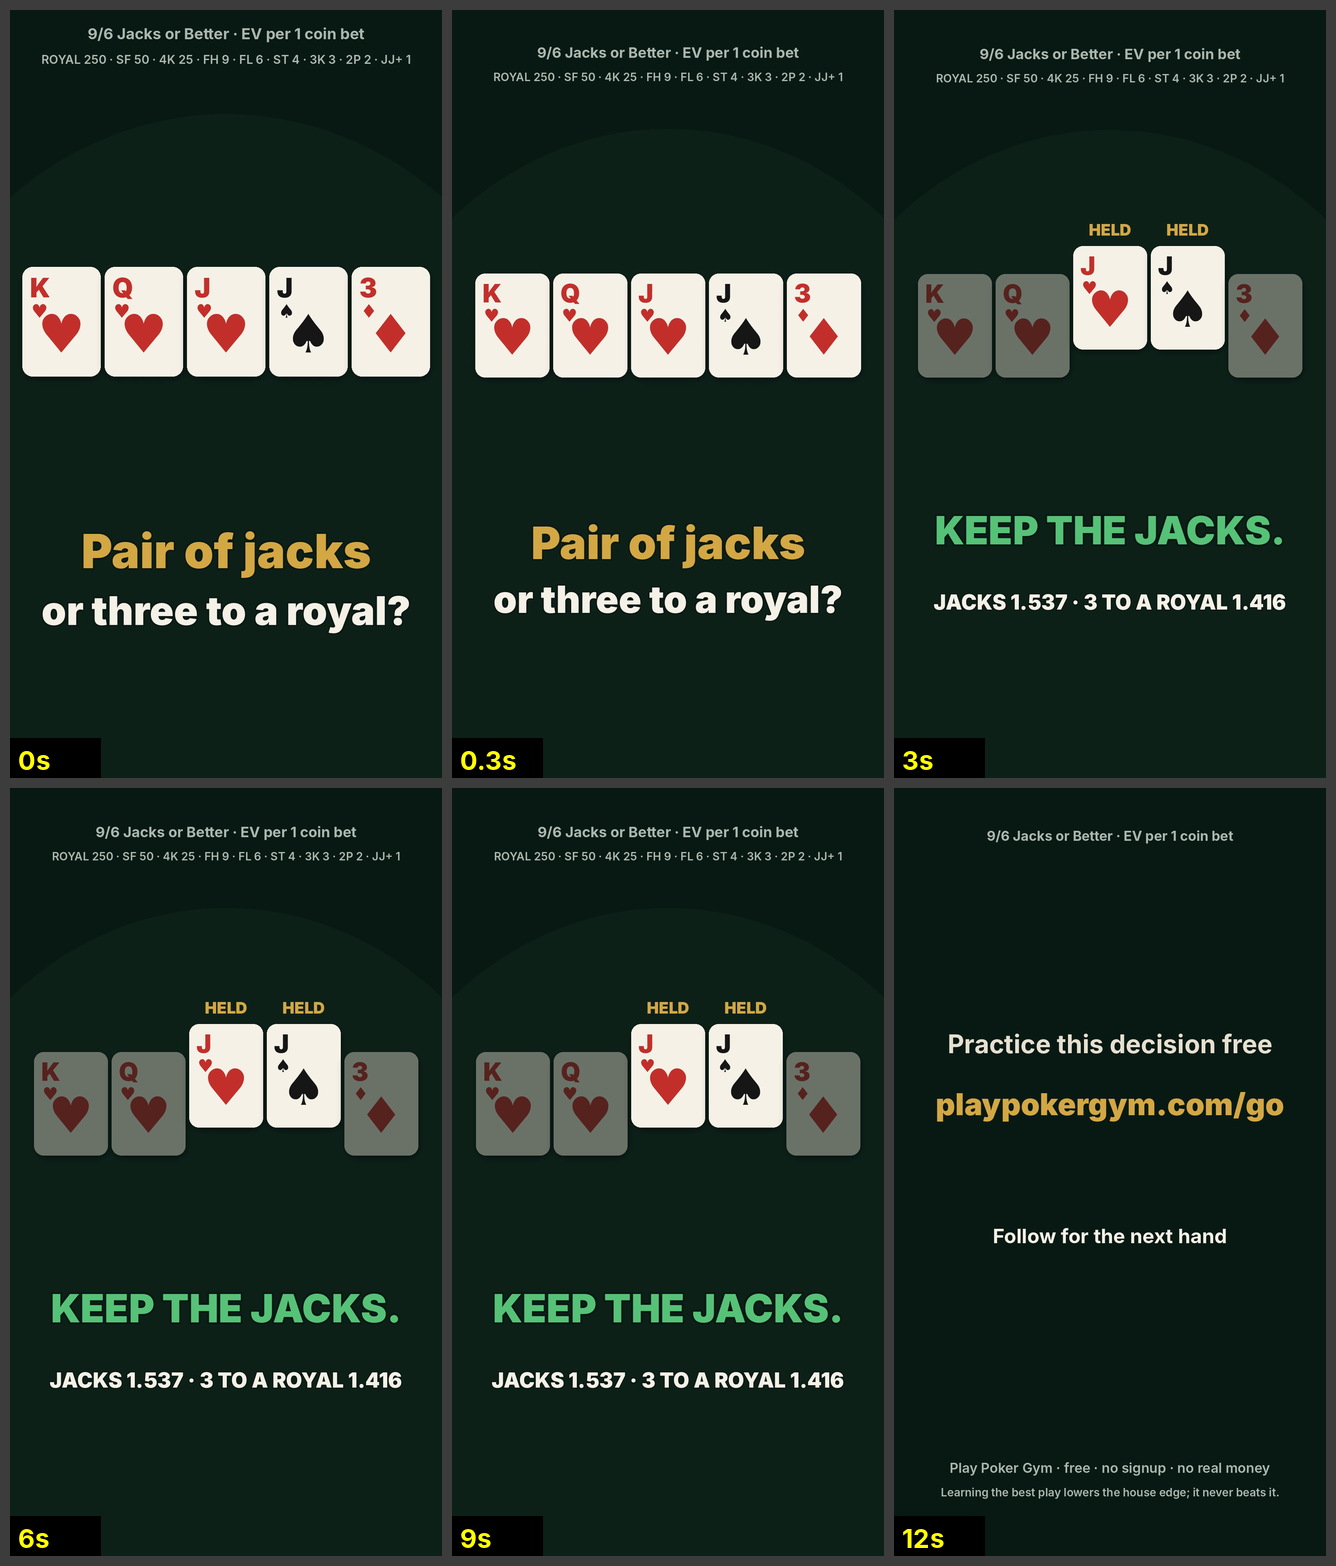 9/6 Jacks or Better · EV per 1 coin bet
ROYAL 250 · SF 50 · 4K 25 · FH 9 · FL 6 · ST 4 · 3K 3 · 2P 2 · JJ+ 1
K Q J J 3
Pair of jacks
or three to a royal?
0s
9/6 Jacks or Better · EV per 1 coin bet
ROYAL 250 · SF 50 · 4K 25 · FH 9 · FL 6 · ST 4 · 3K 3 · 2P 2 · JJ+ 1
K Q J J 3
Pair of jacks
or three to a royal?
0.3s
9/6 Jacks or Better · EV per 1 coin bet
ROYAL 250 · SF 50 · 4K 25 · FH 9 · FL 6 · ST 4 · 3K 3 · 2P 2 · JJ+ 1
HELD HELD
K Q J J 3
KEEP THE JACKS.
JACKS 1.537 · 3 TO A ROYAL 1.416
3s
9/6 Jacks or Better · EV per 1 coin bet
ROYAL 250 · SF 50 · 4K 25 · FH 9 · FL 6 · ST 4 · 3K 3 · 2P 2 · JJ+ 1
HELD HELD
K Q J J 3
KEEP THE JACKS.
JACKS 1.537 · 3 TO A ROYAL 1.416
6s
9/6 Jacks or Better · EV per 1 coin bet
ROYAL 250 · SF 50 · 4K 25 · FH 9 · FL 6 · ST 4 · 3K 3 · 2P 2 · JJ+ 1
HELD HELD
K Q J J 3
KEEP THE JACKS.
JACKS 1.537 · 3 TO A ROYAL 1.416
9s
9/6 Jacks or Better · EV per 1 coin bet
Practice this decision free
playpokergym.com/go
Follow for the next hand
Play Poker Gym · free · no signup · no real money
Learning the best play lowers the house edge; it never beats it.
12s